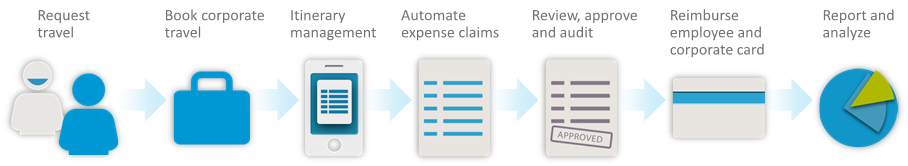 Request
travel
Book corporate
travel
Itinerary
management
Automate
expense claims
Review, approve
and audit
Reimburse
employee and
corporate card
Report and
analyze
APPROVED